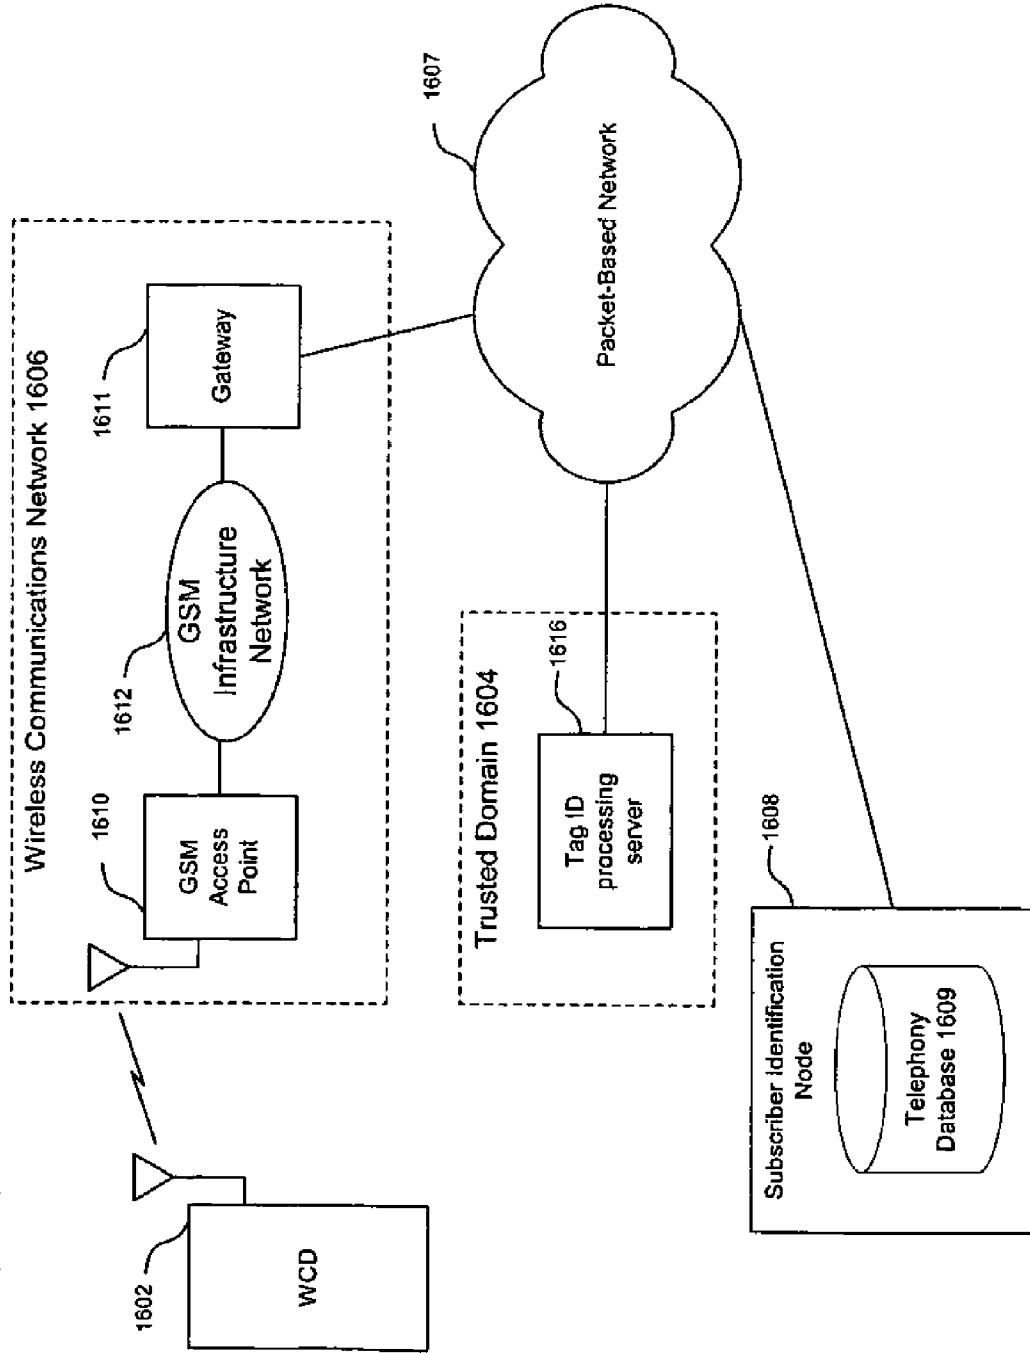 Wireless Communications Network 1606
1602
WCD
1610
GSM
Access
Point
1612
GSM
Infrastructure
Network
1611
Gateway
1607
Packet-Based Network
Trusted Domain 1604
1616
Tag ID
processing
server
1608
Subscriber Identification
Node
Telephony
Database 1609